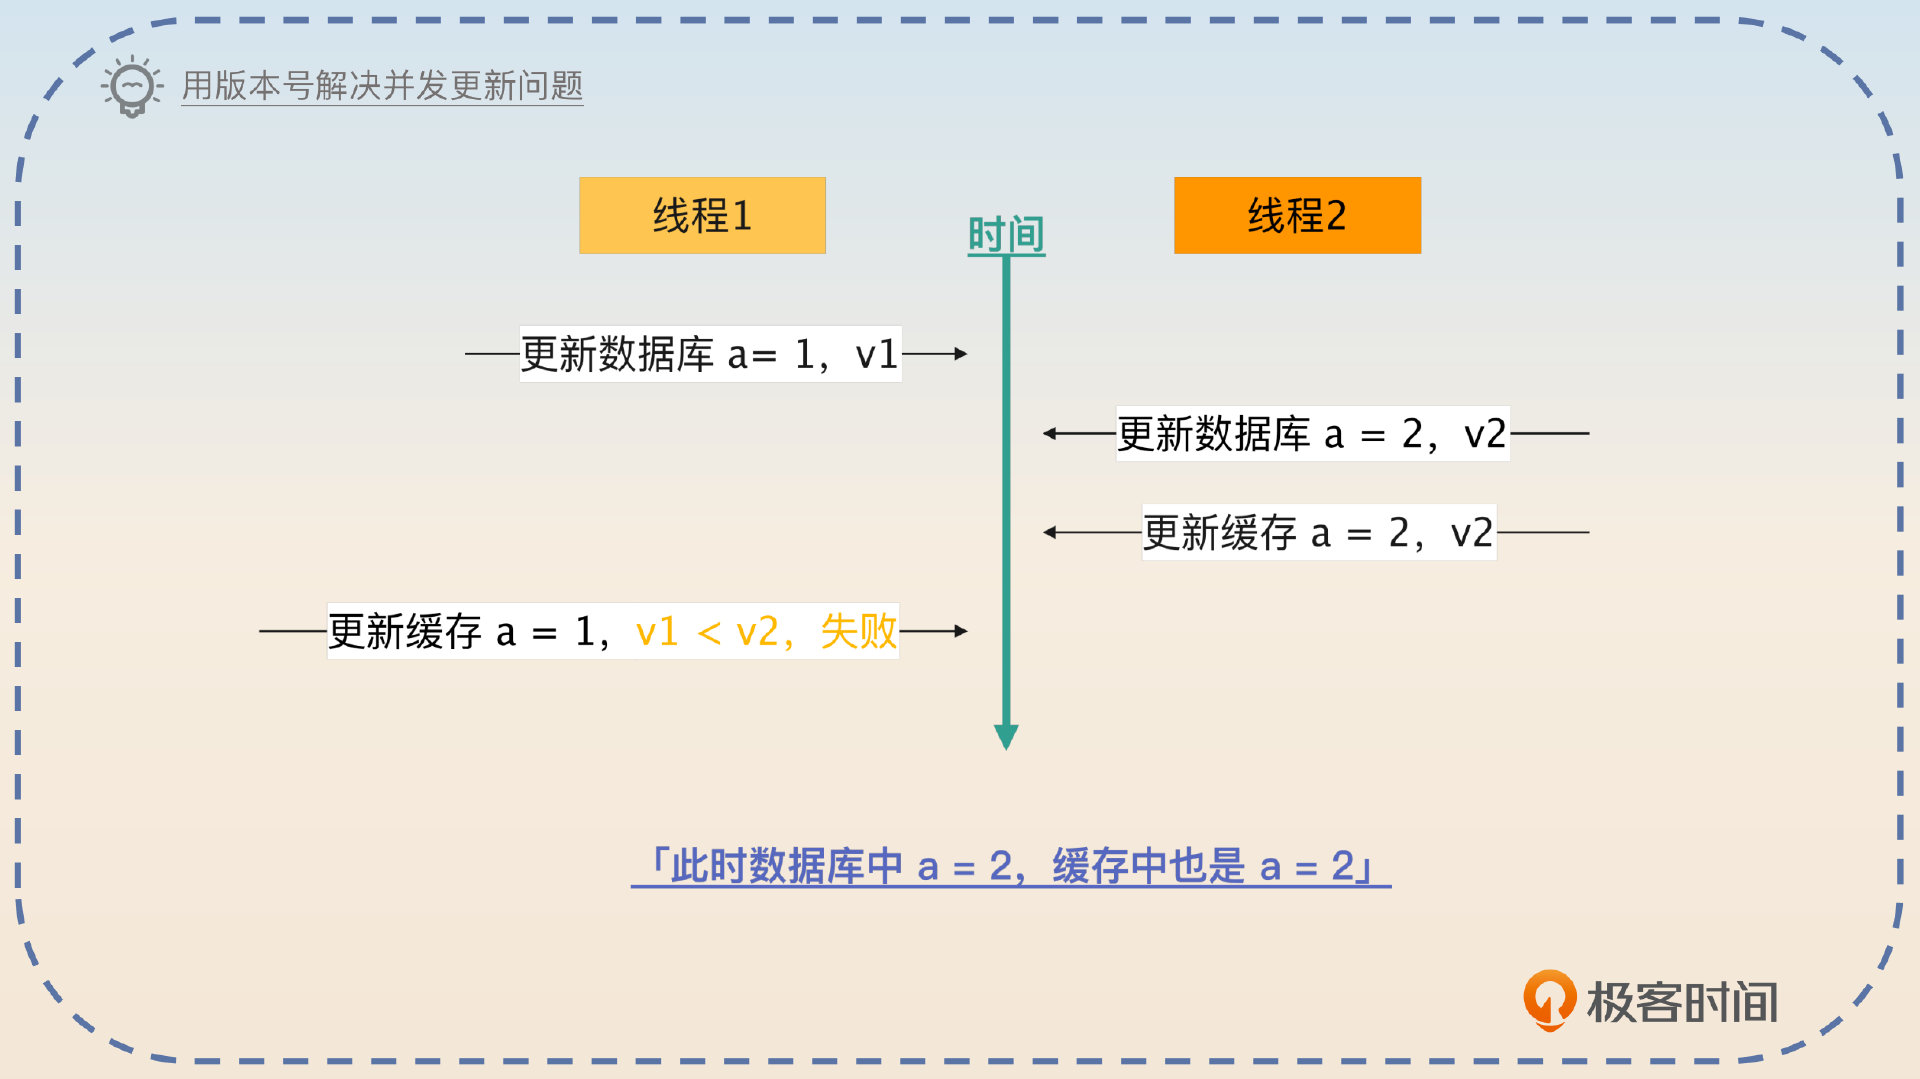 用版本号解决并发更新问题
线程1
时间
线程2
更新数据库 a= 1，v1
更新数据库 a = 2，v2
更新缓存 a = 2，v2
更新缓存 a = 1，v1 < v2，失败
「此时数据库中 a = 2，缓存中也是 a = 2」
极客时间